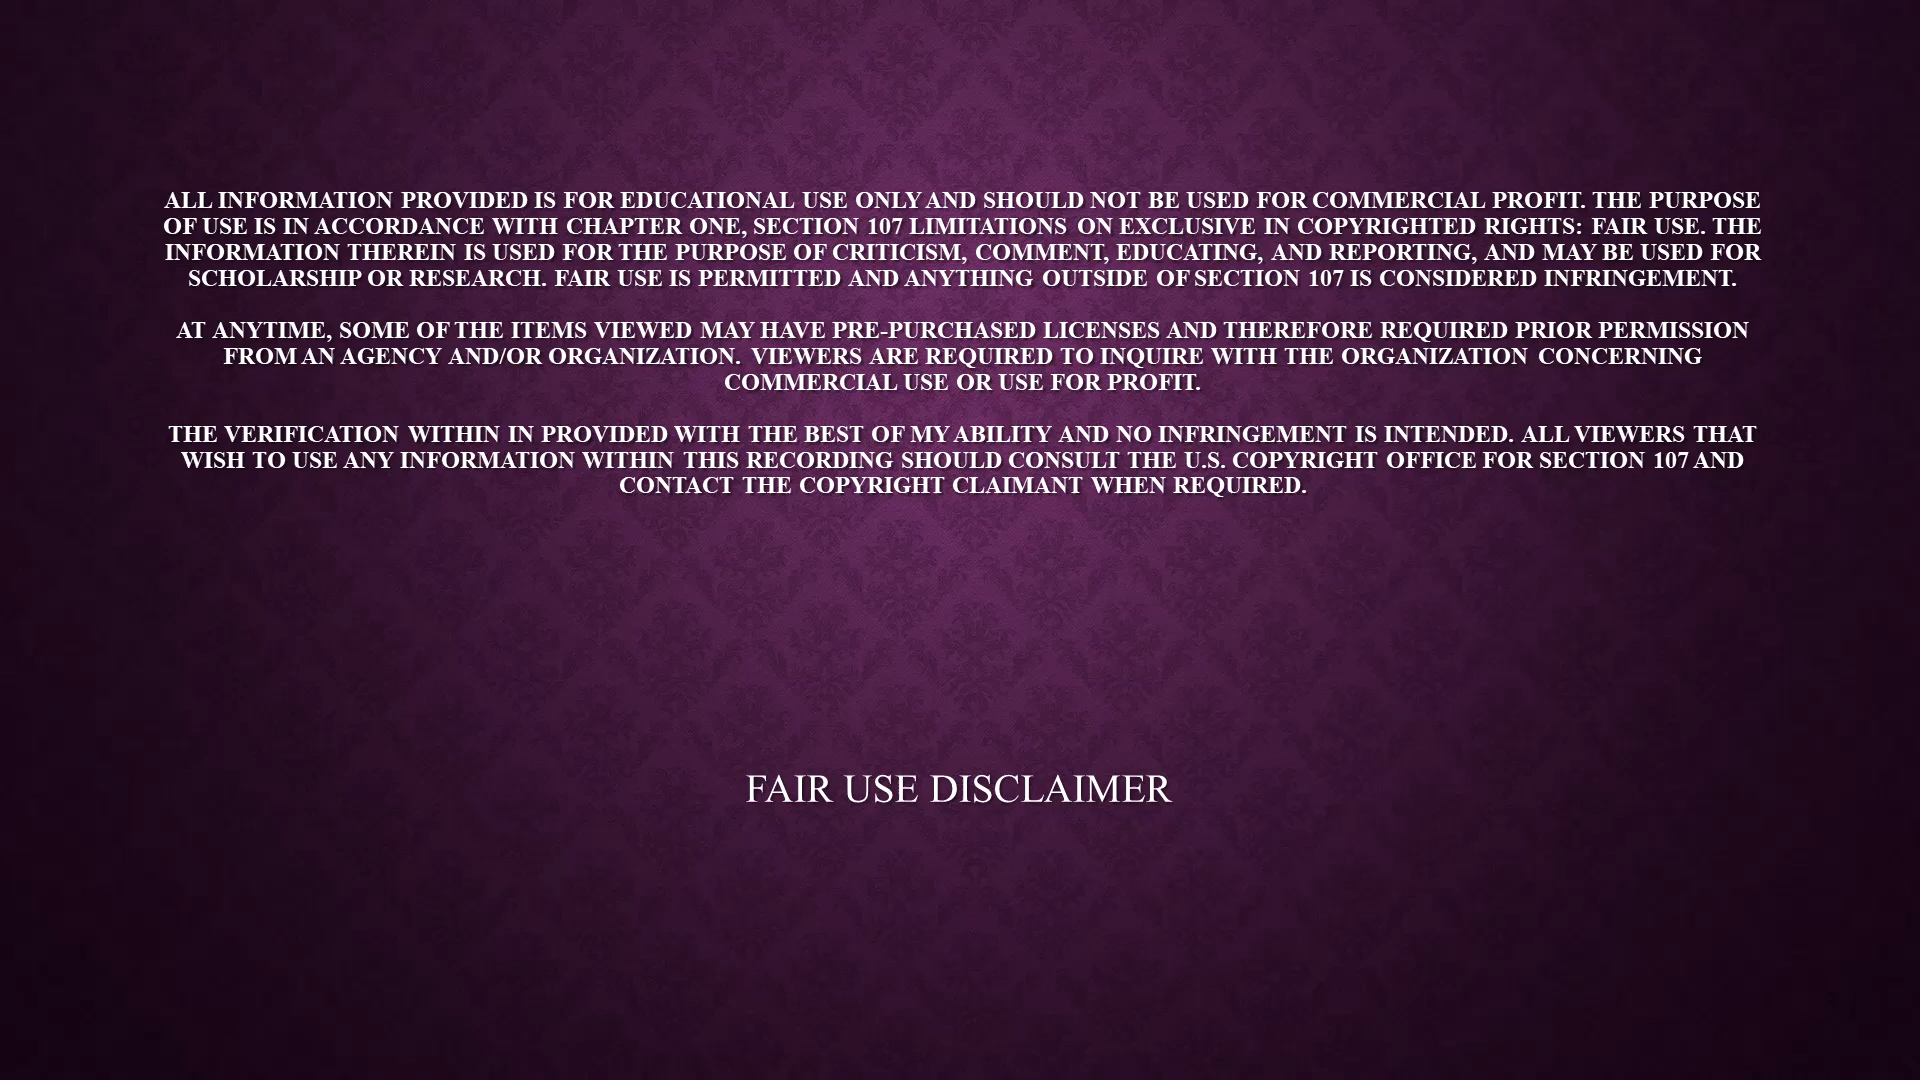 ALL INFORMATION PROVIDED IS FOR EDUCATIONAL USE ONLY AND SHOULD NOT BE USED FOR COMMERCIAL PROFIT. THE PURPOSE
OF USE IS IN ACCORDANCE WITH CHAPTER ONE, SECTION 107 LIMITATIONS ON EXCLUSIVE IN COPYRIGHTED RIGHTS: FAIR USE. THE
INFORMATION THEREIN IS USED FOR THE PURPOSE OF CRITICISM, COMMENT, EDUCATING, AND REPORTING, AND MAY BE USED FOR
SCHOLARSHIP OR RESEARCH. FAIR USE IS PERMITTED AND ANYTHING OUTSIDE OF SECTION 107 IS CONSIDERED INFRINGEMENT.
AT ANYTIME, SOME OF THE ITEMS VIEWED MAY HAVE PRE-PURCHASED LICENSES AND THEREFORE REQUIRED PRIOR PERMISSION
FROM AN AGENCY AND/OR ORGANIZATION. VIEWERS ARE REQUIRED TO INQUIRE WITH THE ORGANIZATION CONCERNING
COMMERCIAL USE OR USE FOR PROFIT.
THE VERIFICATION WITHIN IN PROVIDED WITH THE BEST OF MY ABILITY AND NO INFRINGEMENT IS INTENDED. ALL VIEWERS THAT
WISH TO USE ANY INFORMATION WITHIN THIS RECORDING SHOULD CONSULT THE U.S. COPYRIGHT OFFICE FOR SECTION 107 AND
CONTACT THE COPYRIGHT CLAIMANT WHEN REQUIRED.
FAIR USE DISCLAIMER